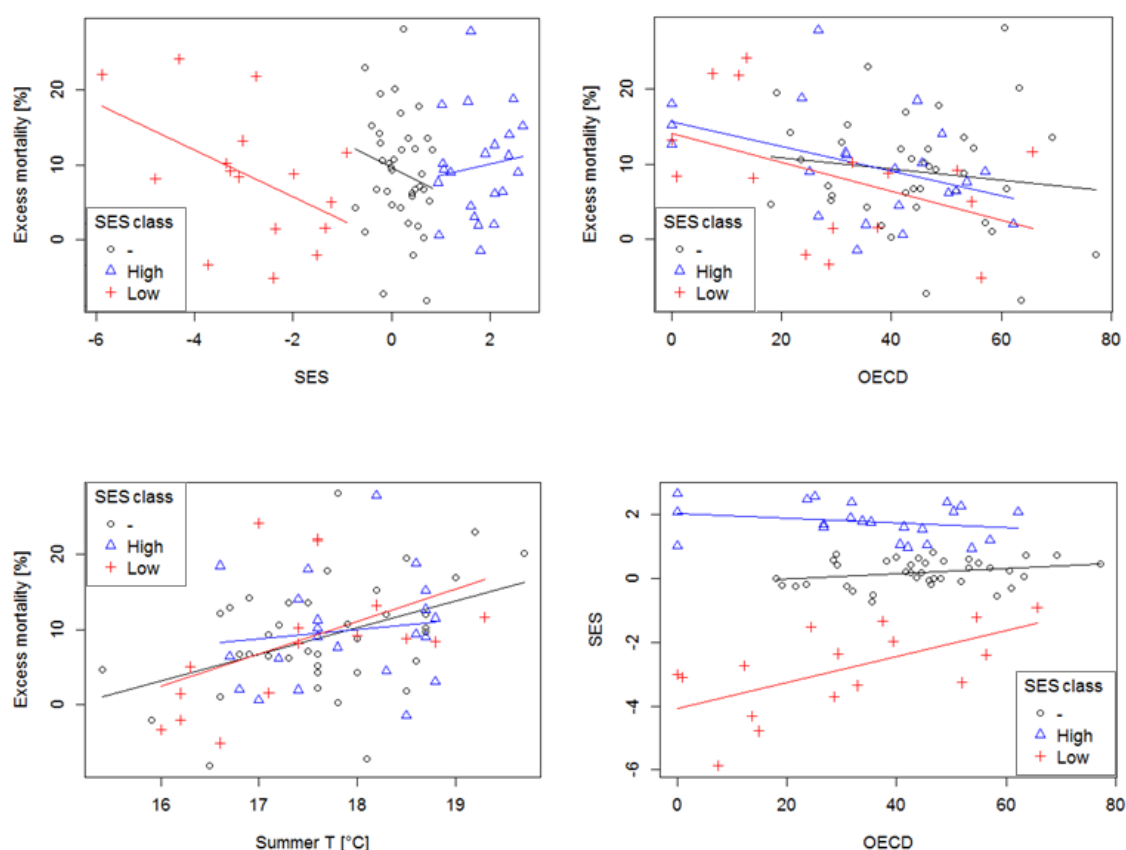 Excess mortality [%]
20
10
0
SES class
-
High
Low
-6
-4
-2
0
2
SES
Excess mortality [%]
20
10
0
SES class
-
High
Low
0
20
40
60
80
OECD
Excess mortality [%]
20
10
0
SES class
-
High
Low
16
17
18
19
Summer T [°C]
SES
2
0
-2
-4
-6
SES class
-
High
Low
0
20
40
60
80
OECD